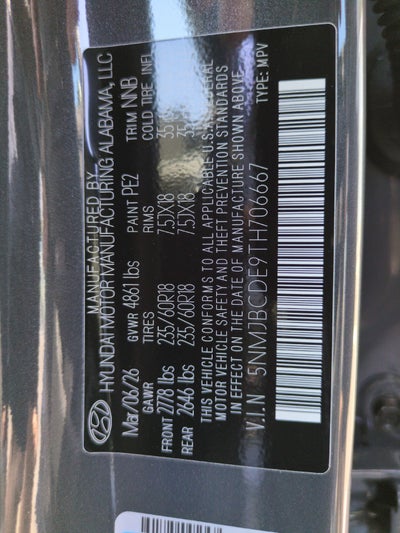 MANUFACTURED BY
HYUNDAI MOTOR MANUFACTURING ALABAMA, LLC
Mar/06/26 GVWR 4861 lbs PAINT PE2 TRIM NNB
GAWR TIRES RIMS COLD TIRE INFL
FRONT 2778 lbs 235/60R18 7.5JX18 35
REAR 2646 lbs 235/60R18 7.5JX18 35
THIS VEHICLE CONFORMS TO ALL APPLICABLE U.S. FEDERAL
MOTOR VEHICLE SAFETY AND THEFT PREVENTION STANDARDS
IN EFFECT ON THE DATE OF MANUFACTURE SHOWN ABOVE.
V.I.N 5NMJBCDE9TH706667 TYPE: MPV